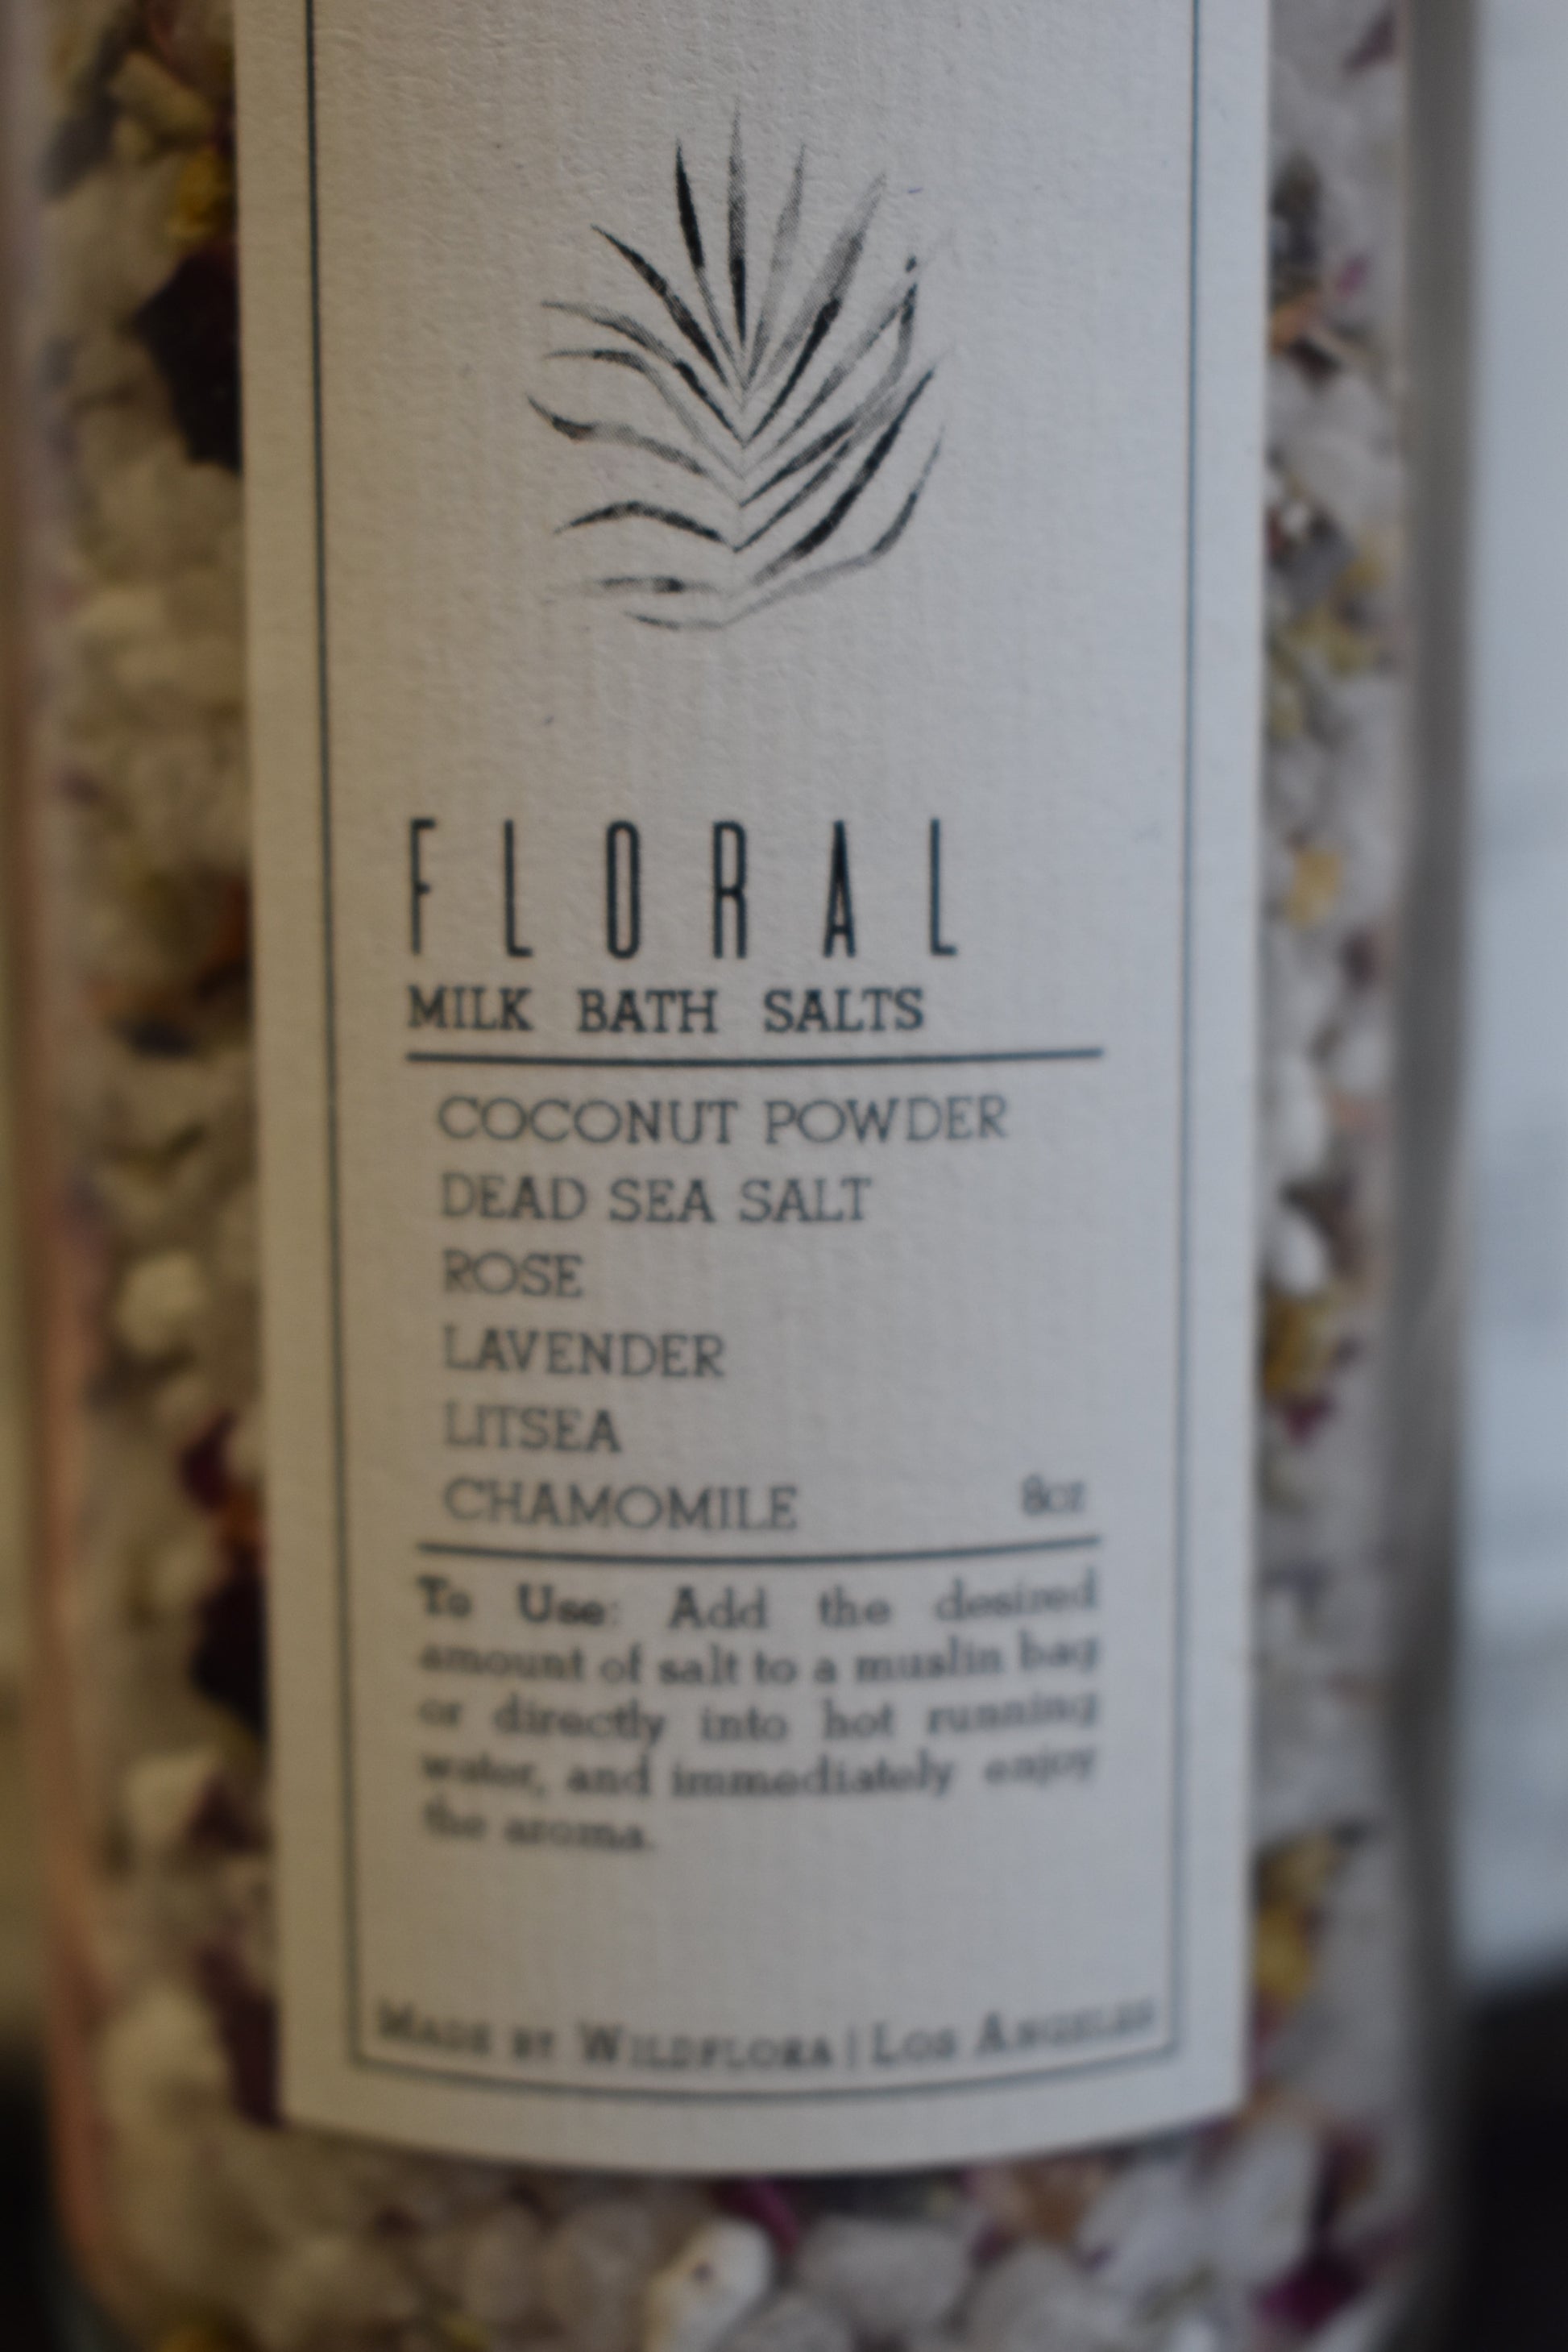 FLORAL
MILK BATH SALTS
COCONUT POWDER
DEAD SEA SALT
ROSE
LAVENDER
LITSEA
CHAMOMILE 8oz
To Use: Add the desired
amount of salt to a muslin bag
or directly into hot running
water, and immediately enjoy
the aroma.
MADE BY WILDFLORA | LOS ANGELES